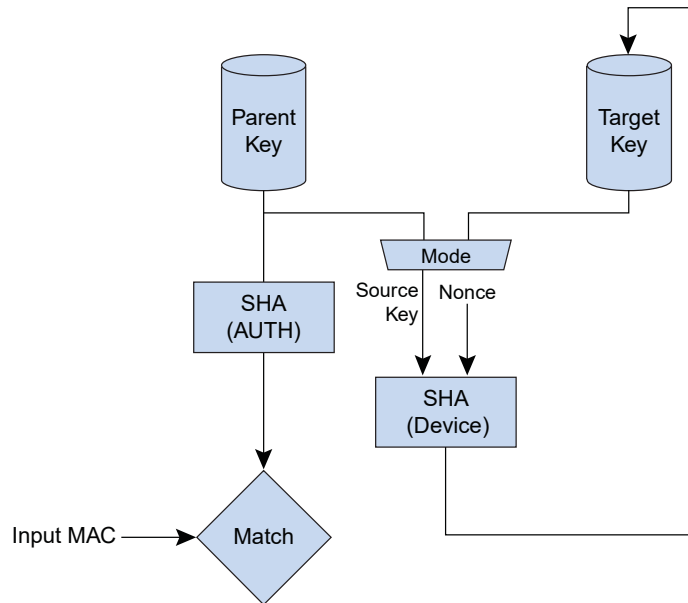 Parent
Key
Target
Key
Mode
Source
Key
Nonce
SHA
(AUTH)
SHA
(Device)
Input MAC
Match